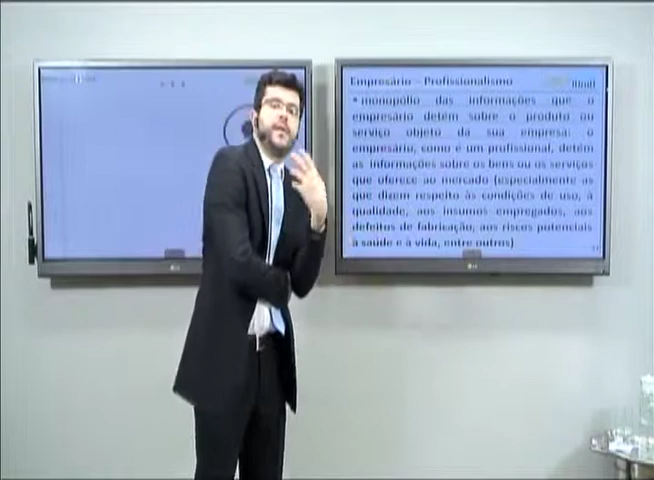 Empresário – Profissionalismo
• monopólio das informações que o
empresário detém sobre o produto ou
serviço objeto da sua empresa: o
empresário, como é um profissional, detém
as informações sobre os bens ou os serviços
que oferece ao mercado (especialmente as
que dizem respeito às condições de uso, à
qualidade, aos insumos empregados, aos
defeitos de fabricação, aos riscos potenciais
à saúde e à vida, entre outros)
LG
LG